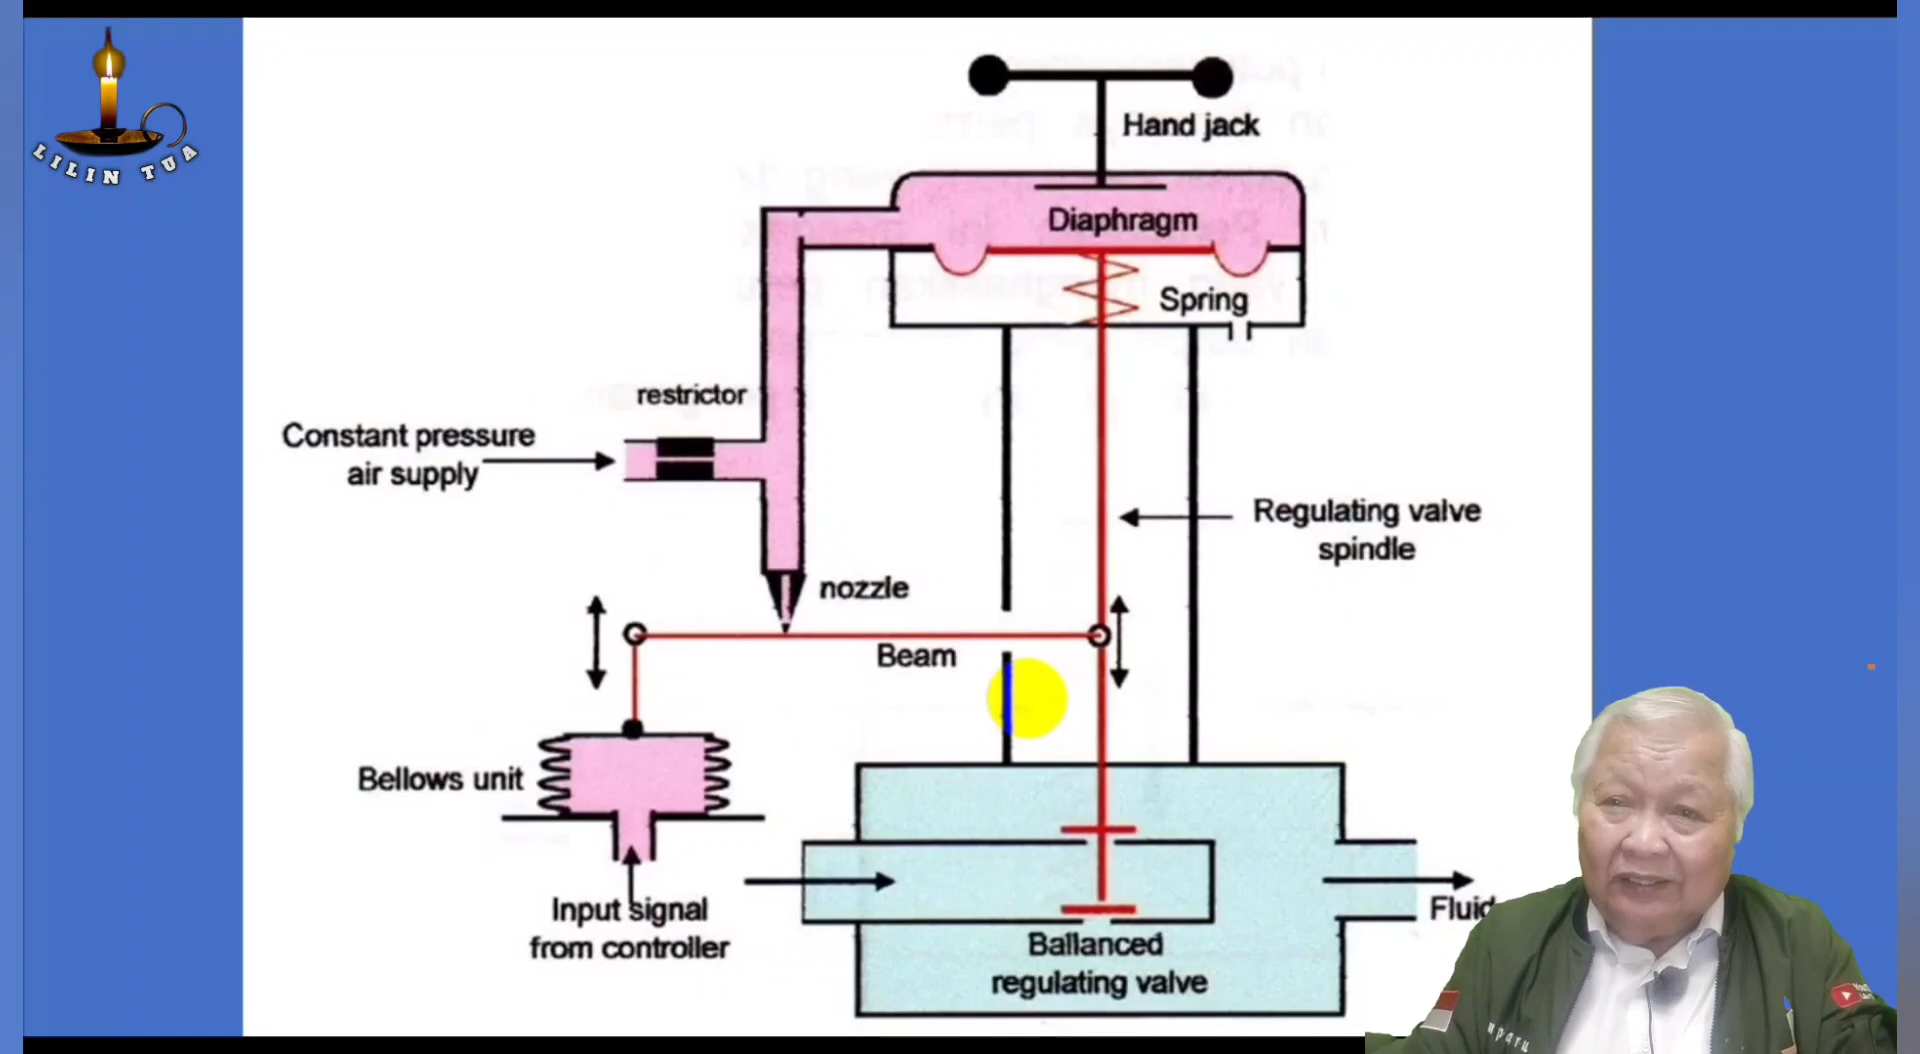 LILIN TUA
Hand jack
Diaphragm
Spring
restrictor
Constant pressure
air supply
Regulating valve
spindle
nozzle
Beam
Bellows unit
Input signal
from controller
Fluid
Ballanced
regulating valve